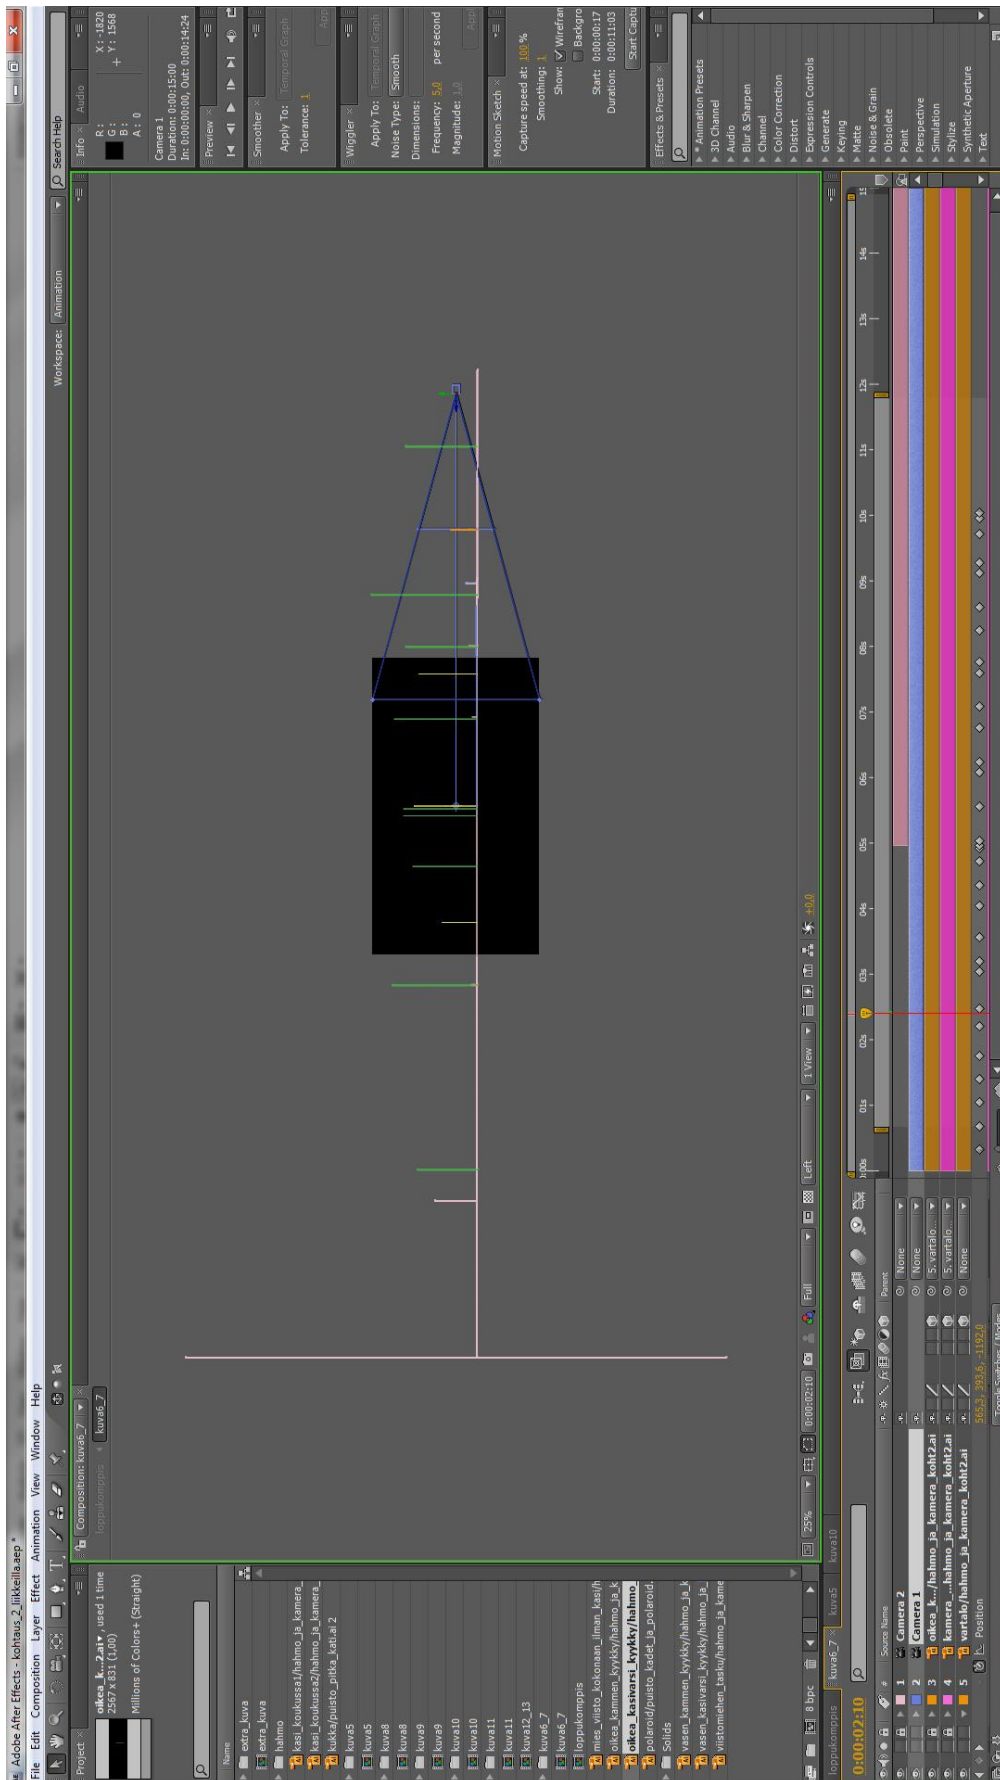 Adobe After Effects - kohtaus_2_liikkeilla.aep *
File Edit Composition Layer Effect Animation View Window Help
Workspace: Animation
Search Help
Project ×
oikea_k...2.ai▾, used 1 time
2567 x 831 (1,00)
Millions of Colors+ (Straight)
Name
extra_kuva
extra_kuva
hahmo
kasi_koukussa1/hahmo_ja_kamera_
kasi_koukussa2/hahmo_ja_kamera_
kukka/puisto_pitka_kati.ai 2
kuva5
kuva5
kuva8
kuva8
kuva9
kuva9
kuva10
kuva10
kuva11
kuva11
kuva12_13
kuva6_7
kuva6_7
loppukomppis
mies_viisto_kokonaan_ilman_kasi/h
oikea_kammen_kyykky/hahmo_ja_k
oikea_kasivarsi_kyykky/hahmo_
polaroid/puisto_kadet_ja_polaroid.
Solids
vasen_kammen_kyykky/hahmo_ja_k
vasen_kasivarsi_kyykky/hahmo_ja_
viistomiehen_tasku/hahmo_ja_kame
8 bpc
Composition: kuva6_7
loppukomppis kuva6_7
25% 0:00:02:10 Full Left 1 View +0,0
Info × Audio
R:
G:
B:
A: 0
X: -1820
Y: 1568
Camera 1
Duration: 0:00:15:00
In: 0:00:00:00, Out: 0:00:14:24
Preview ×
Smoother ×
Apply To: Temporal Graph
Tolerance: 1
Wiggler ×
Apply To: Temporal Graph
Noise Type: Smooth
Dimensions:
Frequency: 5,0 per second
Magnitude: 1,0
Motion Sketch ×
Capture speed at: 100 %
Smoothing: 1
Show: Wirefran
Backgro
Start: 0:00:00:17
Duration: 0:00:11:03
Start Captu
Effects & Presets ×
* Animation Presets
3D Channel
Audio
Blur & Sharpen
Channel
Color Correction
Distort
Expression Controls
Generate
Keying
Matte
Noise & Grain
Obsolete
Paint
Perspective
Simulation
Stylize
Synthetic Aperture
Text
loppukomppis kuva6_7 × kuva5 kuva10
0:00:02:10
# Source Name Parent
1 Camera 2 None
2 Camera 1 None
3 oikea_k.../hahmo_ja_kamera_koht2.ai 5. vartalo...
4 kamera_...hahmo_ja_kamera_koht2.ai 5. vartalo...
5 vartalo/hahmo_ja_kamera_koht2.ai None
Position 565,3, 393,6, -1192,0
Toggle Switches / Modes
:00s 01s 02s 03s 04s 05s 06s 07s 08s 09s 10s 11s 12s 13s 14s 15